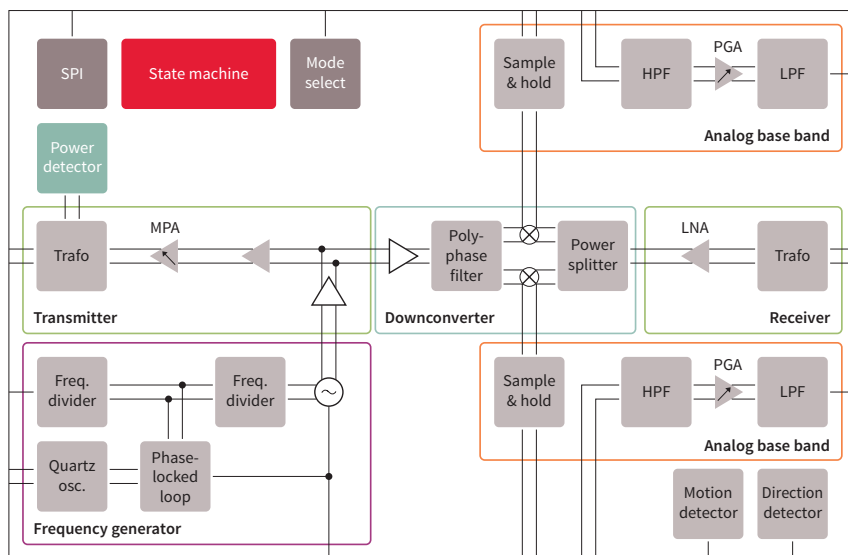 SPI
State machine
Mode
select
Sample
& hold
HPF
PGA
LPF
Analog base band
Power
detector
Trafo
MPA
Transmitter
Poly-
phase
filter
Power
splitter
Downconverter
LNA
Trafo
Receiver
Freq.
divider
Freq.
divider
Quartz
osc.
Phase-
locked
loop
Frequency generator
Sample
& hold
HPF
PGA
LPF
Analog base band
Motion
detector
Direction
detector